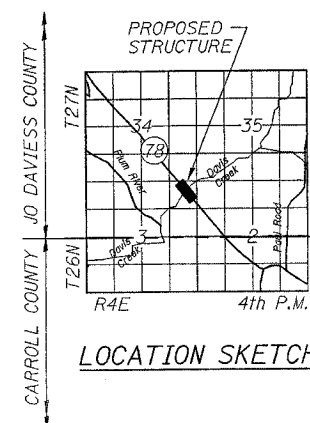 PROPOSED
STRUCTURE
JO DAVIESS COUNTY
T27N
34
35
78
Plum River
Davis
Creek
Paul Road
3
2
Davis
Creek
T26N
CARROLL COUNTY
R4E
4th P.M.
LOCATION SKETCH